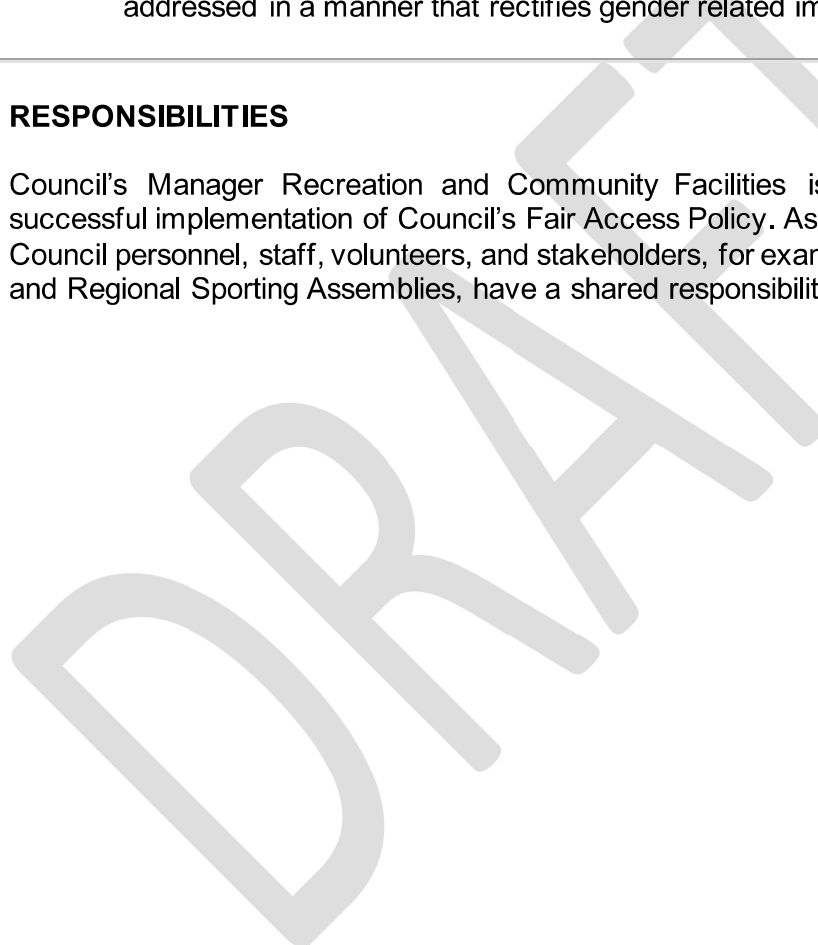 addressed in a manner that rectifies gender related im
RESPONSIBILITIES
Council's Manager Recreation and Community Facilities is
successful implementation of Council's Fair Access Policy. As
Council personnel, staff, volunteers, and stakeholders, for exam
and Regional Sporting Assemblies, have a shared responsibilit
DRAFT